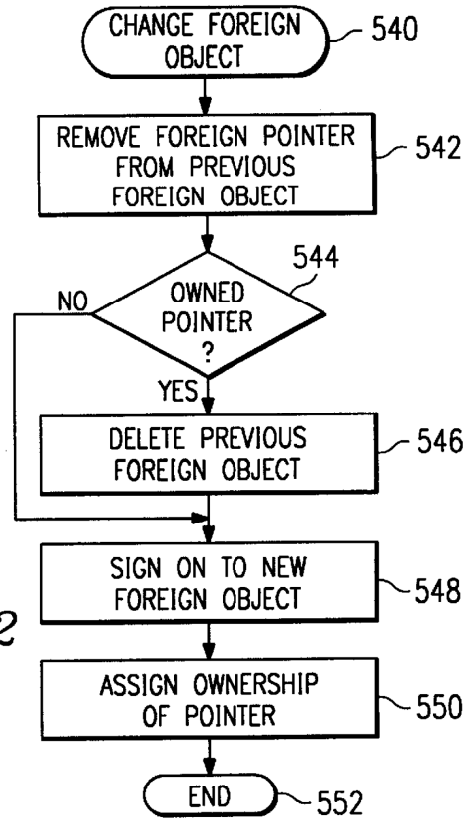 CHANGE FOREIGN
OBJECT
540
REMOVE FOREIGN POINTER
FROM PREVIOUS
FOREIGN OBJECT
542
544
OWNED
POINTER
?
NO
YES
DELETE PREVIOUS
FOREIGN OBJECT
546
SIGN ON TO NEW
FOREIGN OBJECT
548
2
ASSIGN OWNERSHIP
OF POINTER
550
END
552